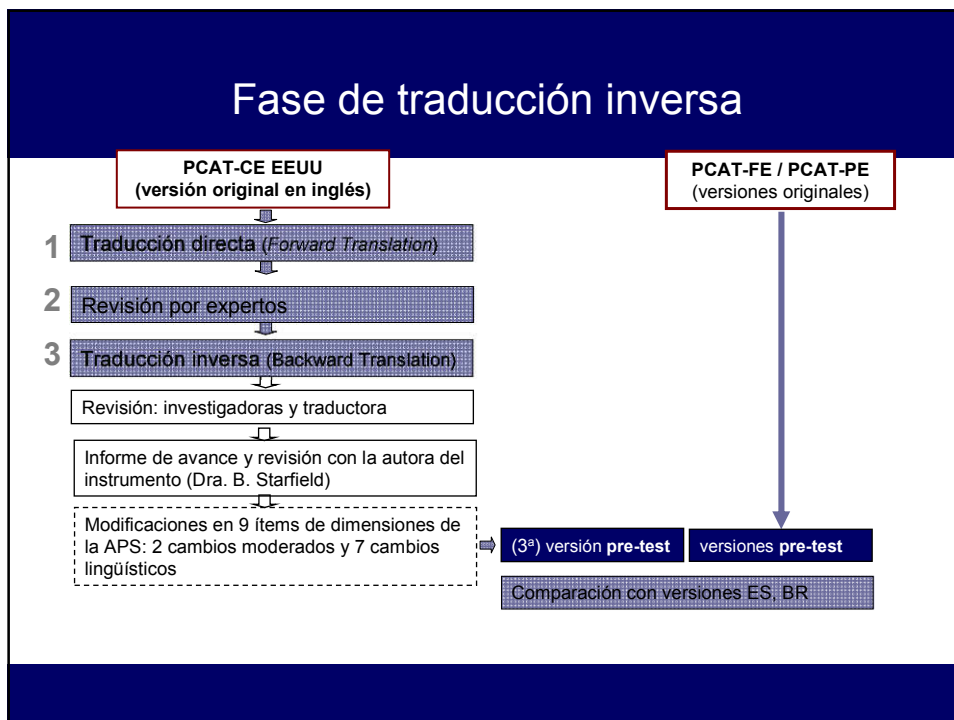 Fase de traducción inversa
PCAT-CE EEUU
(versión original en inglés)
PCAT-FE / PCAT-PE
(versiones originales)
1
Traducción directa (Forward Translation)
2
Revisión por expertos
3
Traducción inversa (Backward Translation)
Revisión: investigadoras y traductora
Informe de avance y revisión con la autora del
instrumento (Dra. B. Starfield)
Modificaciones en 9 ítems de dimensiones de
la APS: 2 cambios moderados y 7 cambios
lingüísticos
(3ª) versión pre-test
versiones pre-test
Comparación con versiones ES, BR